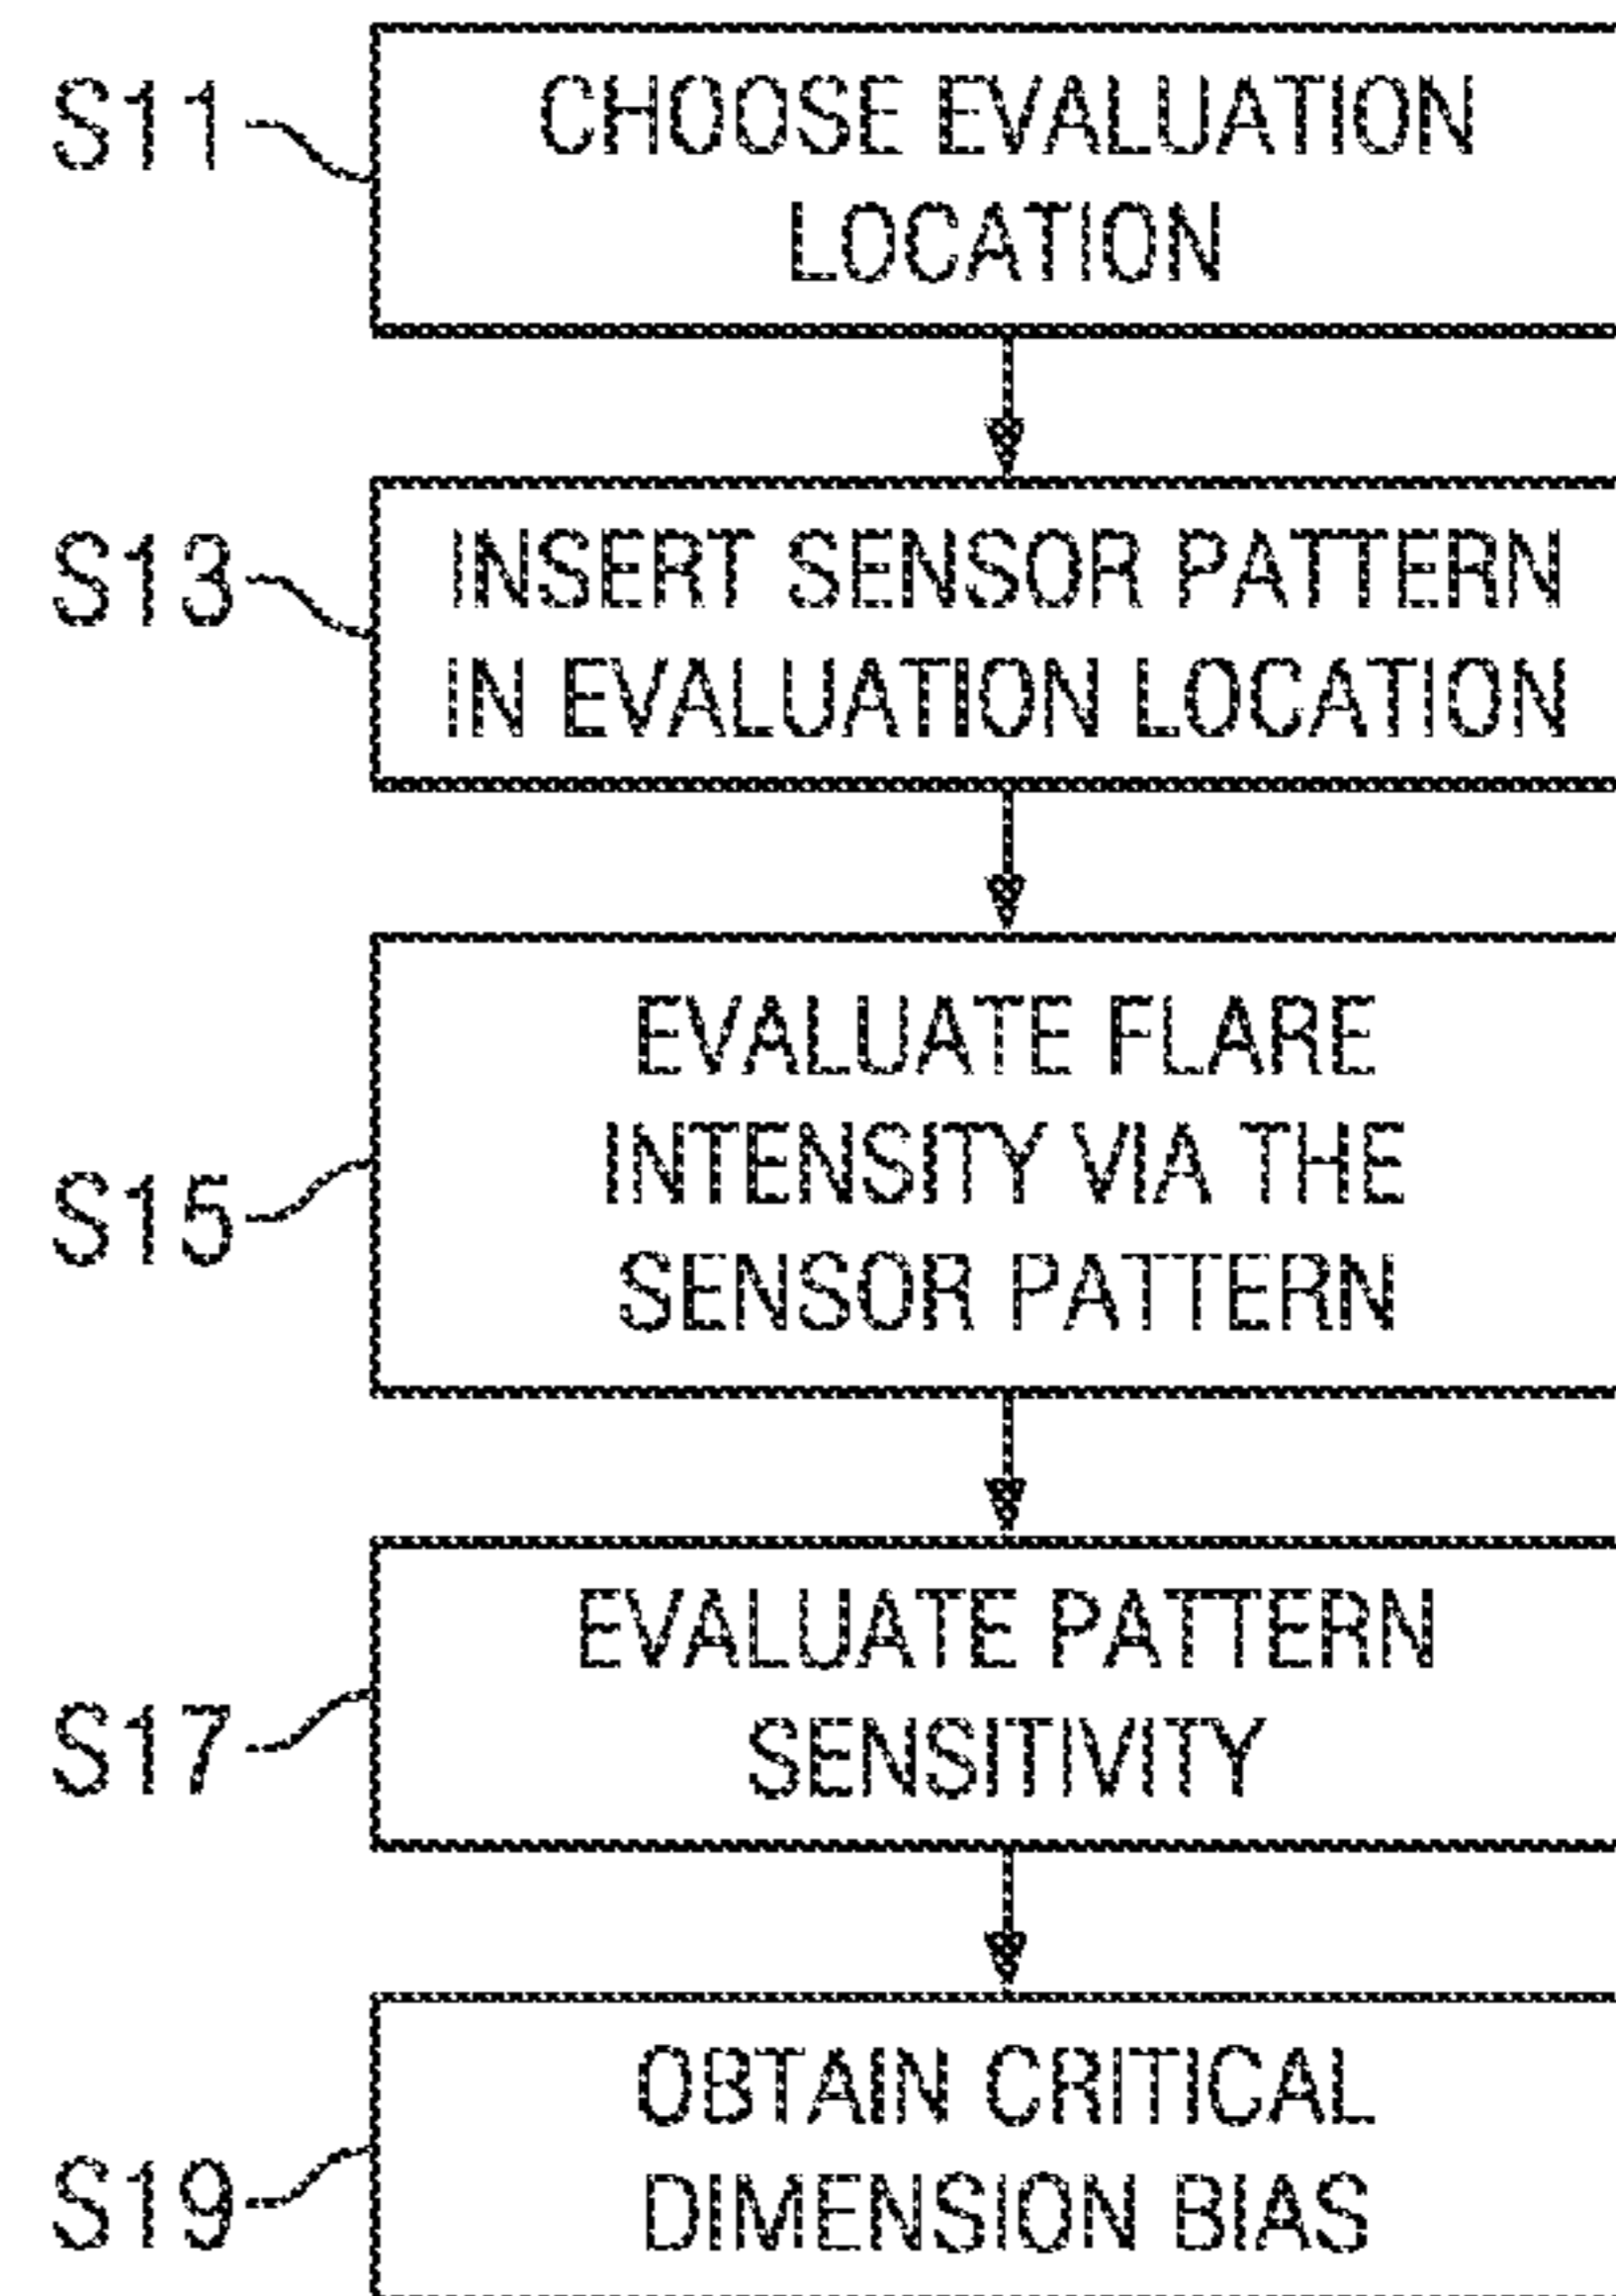 S11
CHOOSE EVALUATION
LOCATION
S13
INSERT SENSOR PATTERN
IN EVALUATION LOCATION
S15
EVALUATE FLARE
INTENSITY VIA THE
SENSOR PATTERN
S17
EVALUATE PATTERN
SENSITIVITY
S19
OBTAIN CRITICAL
DIMENSION BIAS